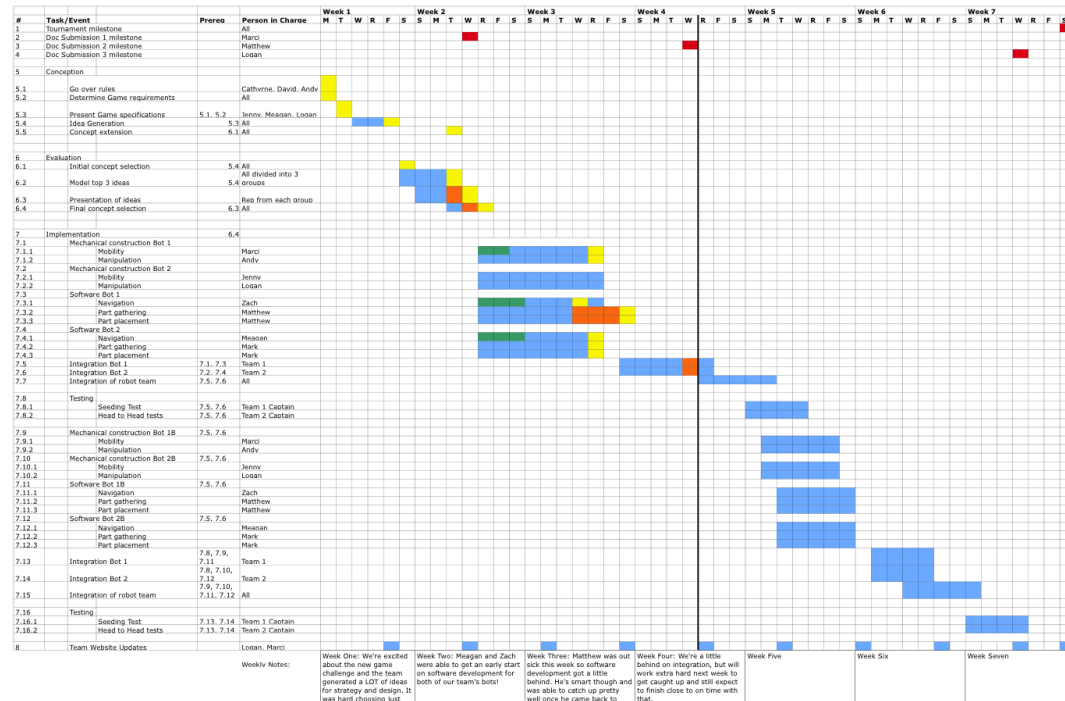 Week 1 Week 2 Week 3 Week 4 Week 5 Week 6 Week 7
# Task/Event Prereq Person in Charge M T W R F S S M T W R F S S M T W R F S S M T W R F S S M T W R F S S M T W R F S S M T W R F S
1 Tournament milestone All
2 Doc Submission 1 milestone Marci
3 Doc Submission 2 milestone Matthew
4 Doc Submission 3 milestone Logan
5 Conception
5.1 Go over rules Cathyrne, David, Andy
5.2 Determine Game requirements All
5.3 Present Game specifications 5.1, 5.2 Jenny, Meagan, Logan
5.4 Idea Generation 5.3 All
5.5 Concept extension 6.1 All
6 Evaluation
6.1 Initial concept selection 5.4 All
All divided into 3
6.2 Model top 3 ideas 5.4 groups
6.3 Presentation of ideas Rep from each group
6.4 Final concept selection 6.3 All
7 Implementation 6.4
7.1 Mechanical construction Bot 1
7.1.1 Mobility Marci
7.1.2 Manipulation Andy
7.2 Mechanical construction Bot 2
7.2.1 Mobility Jenny
7.2.2 Manipulation Logan
7.3 Software Bot 1
7.3.1 Navigation Zach
7.3.2 Part gathering Matthew
7.3.3 Part placement Matthew
7.4 Software Bot 2
7.4.1 Navigation Meagan
7.4.2 Part gathering Mark
7.4.3 Part placement Mark
7.5 Integration Bot 1 7.1, 7.3 Team 1
7.6 Integration Bot 2 7.2, 7.4 Team 2
7.7 Integration of robot team 7.5, 7.6 All
7.8 Testing
7.8.1 Seeding Test 7.5, 7.6 Team 1 Captain
7.8.2 Head to Head tests 7.5, 7.6 Team 2 Captain
7.9 Mechanical construction Bot 1B 7.5, 7.6
7.9.1 Mobility Marci
7.9.2 Manipulation Andy
7.10 Mechanical construction Bot 2B 7.5, 7.6
7.10.1 Mobility Jenny
7.10.2 Manipulation Logan
7.11 Software Bot 1B 7.5, 7.6
7.11.1 Navigation Zach
7.11.2 Part gathering Matthew
7.11.3 Part placement Matthew
7.12 Software Bot 2B 7.5, 7.6
7.12.1 Navigation Meagan
7.12.2 Part gathering Mark
7.12.3 Part placement Mark
7.8, 7.9,
7.13 Integration Bot 1 7.11 Team 1
7.8, 7.10,
7.14 Integration Bot 2 7.12 Team 2
7.9, 7.10,
7.15 Integration of robot team 7.11, 7.12 All
7.16 Testing
7.16.1 Seeding Test 7.13, 7.14 Team 1 Captain
7.16.2 Head to Head tests 7.13, 7.14 Team 2 Captain
8 Team Website Updates Logan, Marci
Weekly Notes:
Week One: We're excited
about the new game
challenge and the team
generated a LOT of ideas
for strategy and design. It
was hard choosing just
Week Two: Meagan and Zach
were able to get an early start
on software development for
both of our team's bots!
Week Three: Matthew was out
sick this week so software
development got a little
behind. He's smart though and
was able to catch up pretty
well once he came back to
Week Four: We're a little
behind on integration, but will
work extra hard next week to
get caught up and still expect
to finish close to on time with
that.
Week Five
Week Six
Week Seven